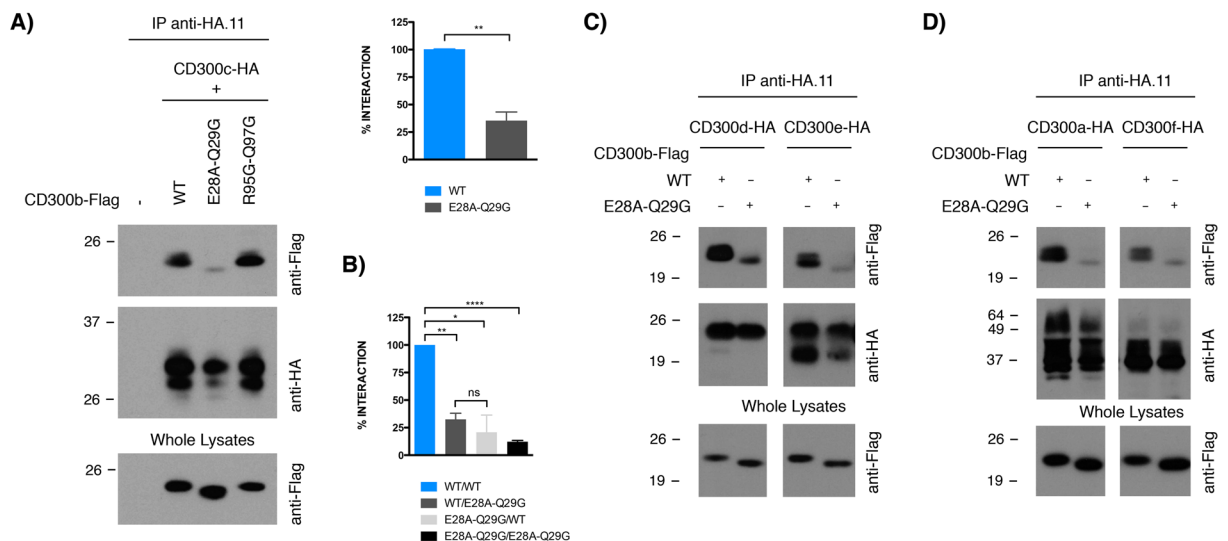 A)
IP anti-HA.11
CD300c-HA
+
CD300b-Flag - WT E28A-Q29G R95G-Q97G
26 –
anti-Flag
37 –
26 –
anti-HA
Whole Lysates
26 –
anti-Flag
% INTERACTION
125
100
75
50
25
0
**
WT
E28A-Q29G
B)
% INTERACTION
125
100
75
50
25
0
****
*
**
ns
WT/WT
WT/E28A-Q29G
E28A-Q29G/WT
E28A-Q29G/E28A-Q29G
C)
IP anti-HA.11
CD300d-HA CD300e-HA
CD300b-Flag
WT + – + –
E28A-Q29G – + – +
26 –
19 –
anti-Flag
26 –
19 –
anti-HA
Whole Lysates
26 –
19 –
anti-Flag
D)
IP anti-HA.11
CD300a-HA CD300f-HA
CD300b-Flag
WT + – + –
E28A-Q29G – + – +
26 –
19 –
anti-Flag
64 –
49 –
37 –
anti-HA
Whole Lysates
26 –
19 –
anti-Flag